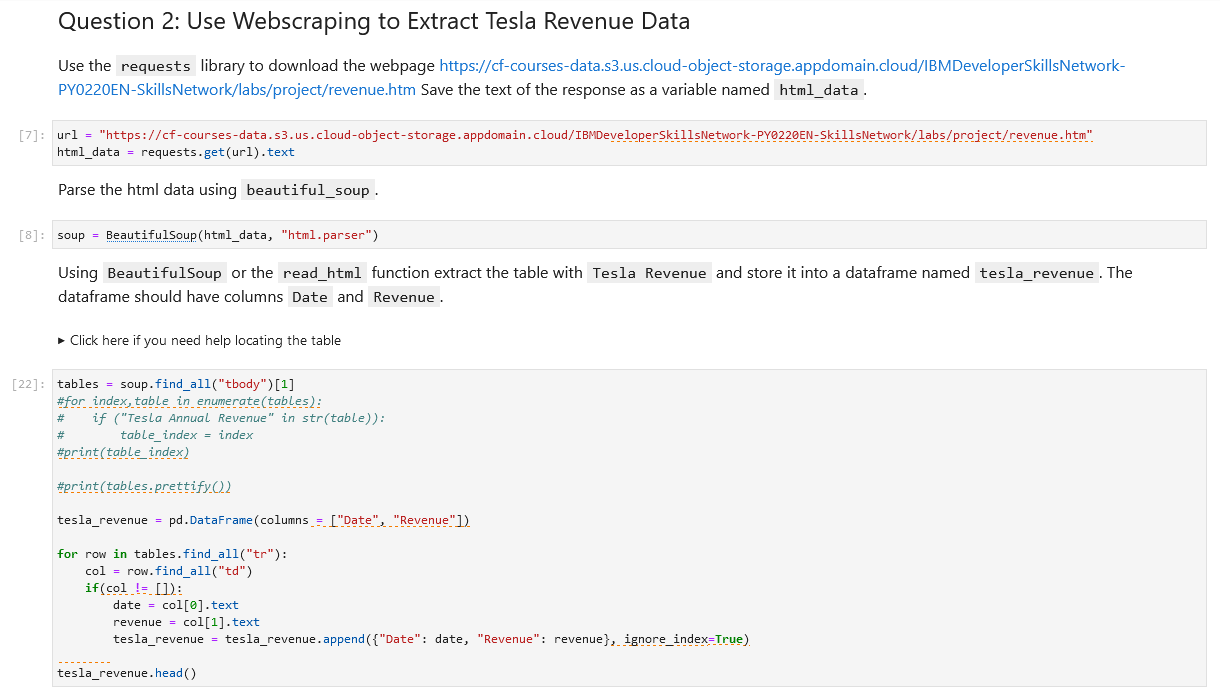 Question 2: Use Webscraping to Extract Tesla Revenue Data
Use the requests library to download the webpage https://cf-courses-data.s3.us.cloud-object-storage.appdomain.cloud/IBMDeveloperSkillsNetwork-
PY0220EN-SkillsNetwork/labs/project/revenue.htm Save the text of the response as a variable named html_data.
[7]: url = "https://cf-courses-data.s3.us.cloud-object-storage.appdomain.cloud/IBMDeveloperSkillsNetwork-PY0220EN-SkillsNetwork/labs/project/revenue.htm"
html_data = requests.get(url).text
Parse the html data using beautiful_soup.
[8]: soup = BeautifulSoup(html_data, "html.parser")
Using BeautifulSoup or the read_html function extract the table with Tesla Revenue and store it into a dataframe named tesla_revenue. The
dataframe should have columns Date and Revenue.
▸ Click here if you need help locating the table
[22]: tables = soup.find_all("tbody")[1]
#for index,table in enumerate(tables):
#    if ("Tesla Annual Revenue" in str(table)):
#        table_index = index
#print(table_index)
#print(tables.prettify())
tesla_revenue = pd.DataFrame(columns = ["Date", "Revenue"])
for row in tables.find_all("tr"):
    col = row.find_all("td")
    if(col != []):
        date = col[0].text
        revenue = col[1].text
        tesla_revenue = tesla_revenue.append({"Date": date, "Revenue": revenue}, ignore_index=True)
tesla_revenue.head()